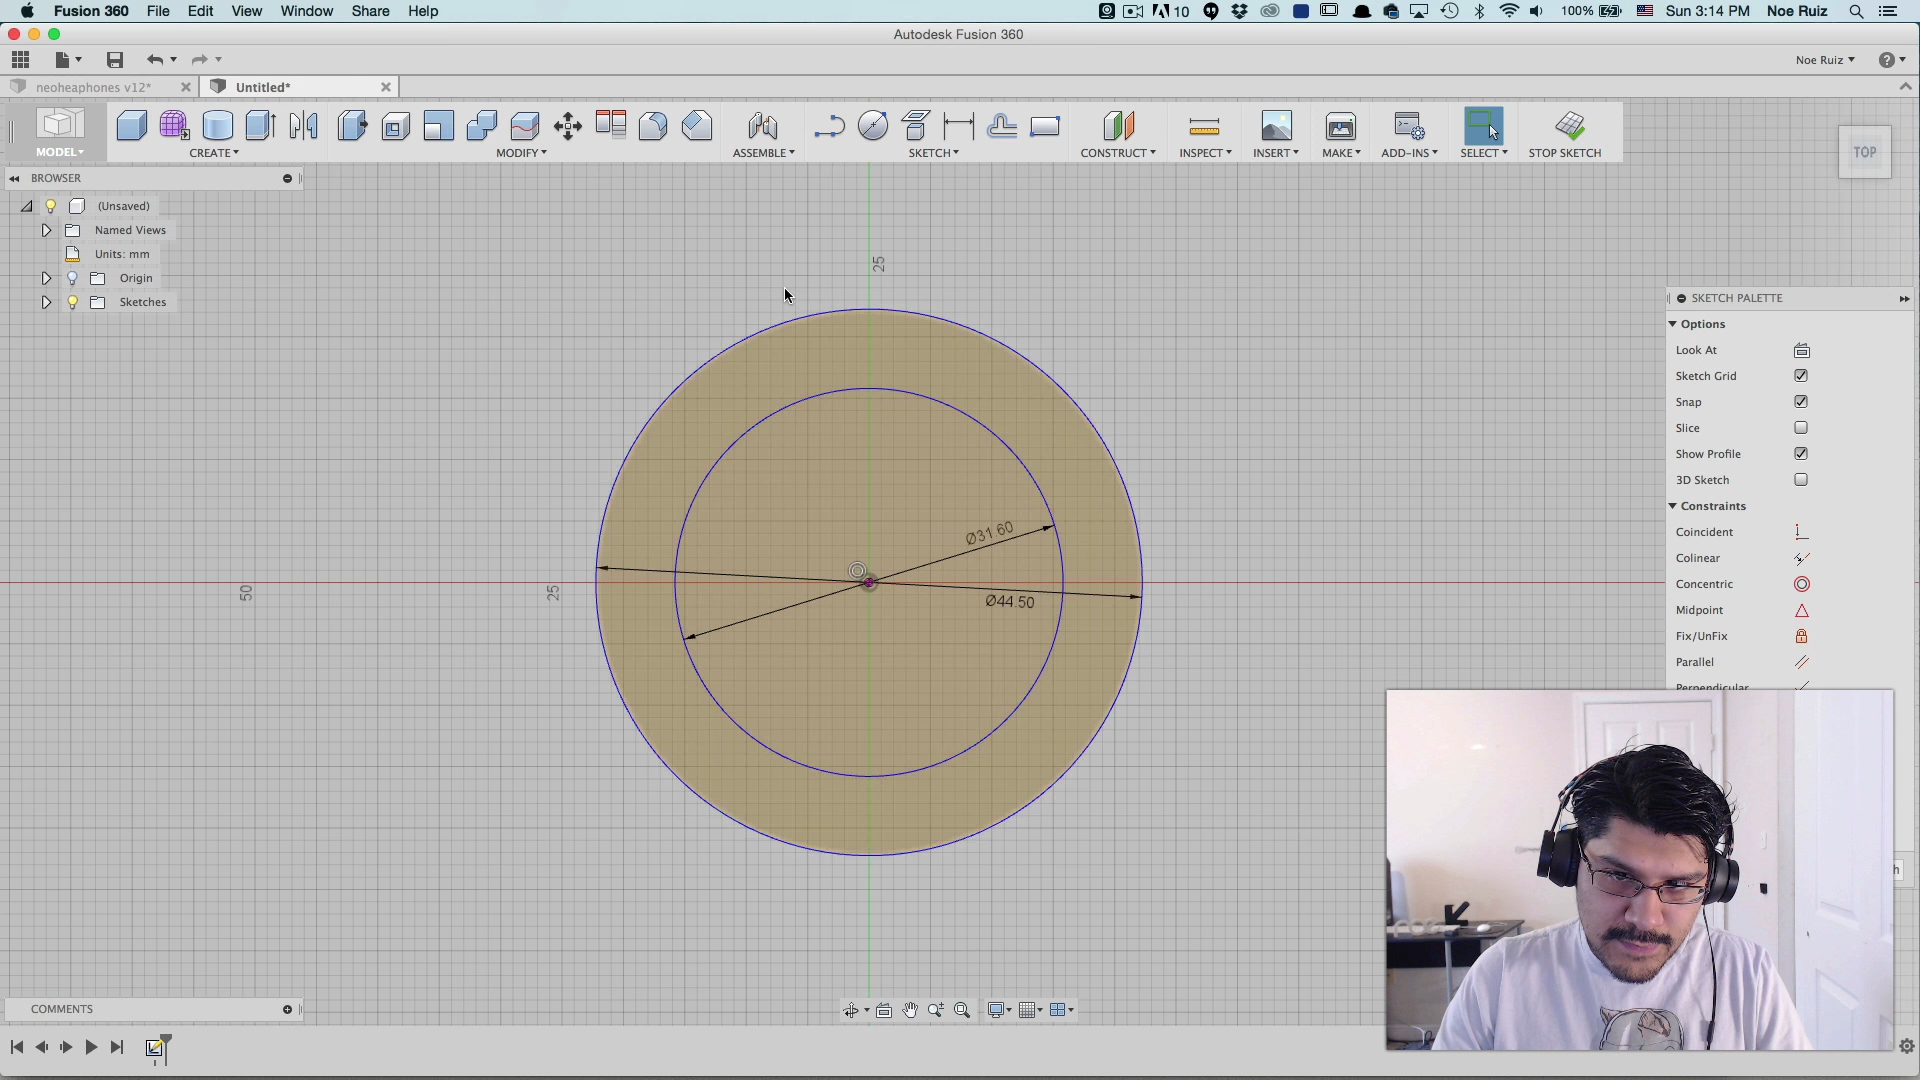 Fusion 360 File Edit View Window Share Help
10 100% Sun 3:14 PM Noe Ruiz
Autodesk Fusion 360
Noe Ruiz
neoheaphones v12* Untitled*
MODEL CREATE MODIFY ASSEMBLE SKETCH CONSTRUCT INSPECT INSERT MAKE ADD-INS SELECT STOP SKETCH
TOP
BROWSER
(Unsaved)
Named Views
Units: mm
Origin
Sketches
25
50
25
Ø31.60
Ø44.50
SKETCH PALETTE
Options
Look At
Sketch Grid
Snap
Slice
Show Profile
3D Sketch
Constraints
Coincident
Colinear
Concentric
Midpoint
Fix/UnFix
Parallel
Perpendicular
COMMENTS